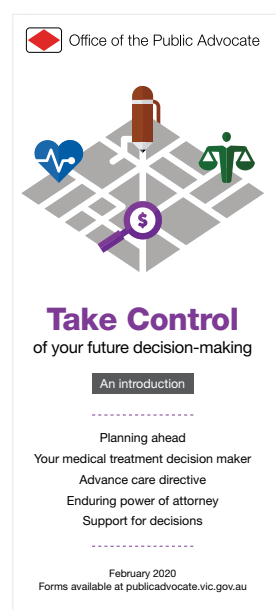 Office of the Public Advocate
$
Take Control
of your future decision-making
An introduction
Planning ahead
Your medical treatment decision maker
Advance care directive
Enduring power of attorney
Support for decisions
February 2020
Forms available at publicadvocate.vic.gov.au